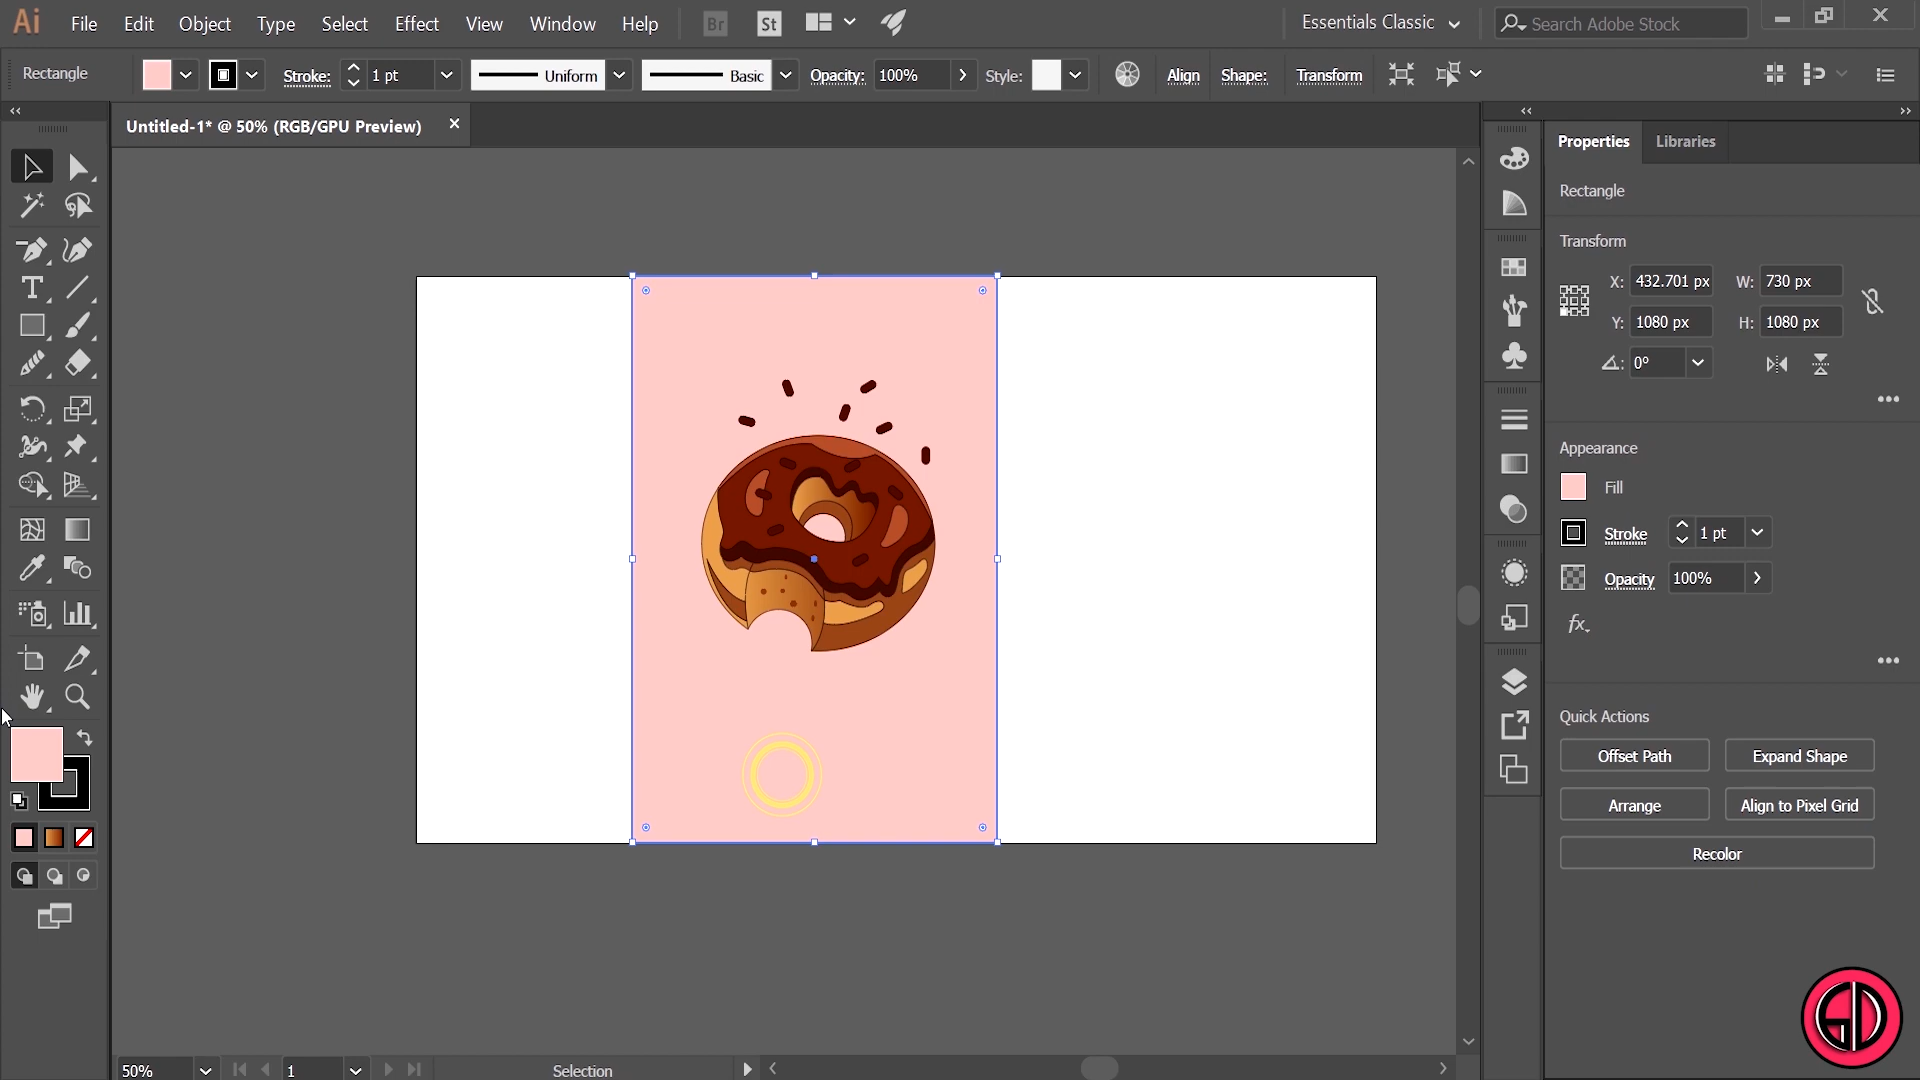 Ai File Edit Object Type Select Effect View Window Help Br St Essentials Classic Search Adobe Stock
Rectangle Stroke: 1 pt Uniform Basic Opacity: 100% Style: Align Shape: Transform
Untitled-1* @ 50% (RGB/GPU Preview)
Properties Libraries
Rectangle
Transform
X: 432.701 px W: 730 px
Y: 1080 px H: 1080 px
0°
Appearance
Fill
Stroke 1 pt
Opacity 100%
fx
Quick Actions
Offset Path Expand Shape
Arrange Align to Pixel Grid
Recolor
50% 1 Selection